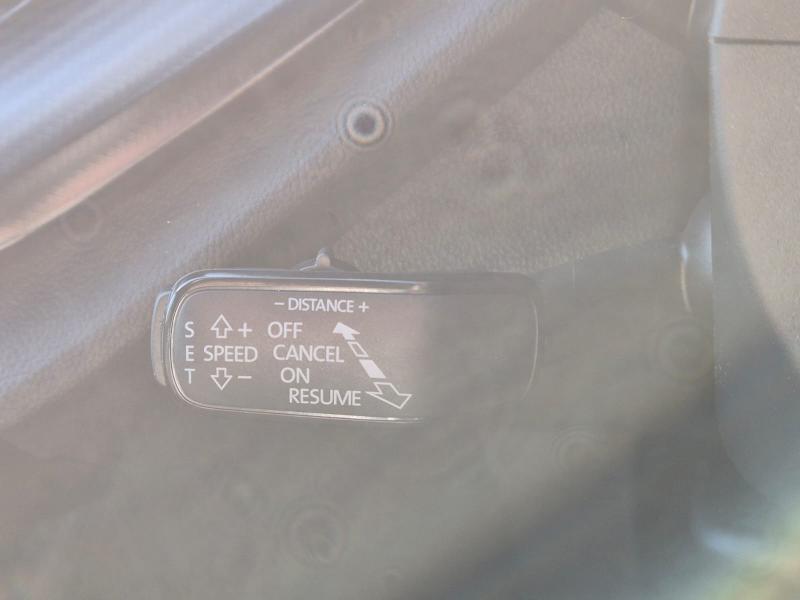 – DISTANCE +
S + OFF
E SPEED CANCEL
T – ON
RESUME